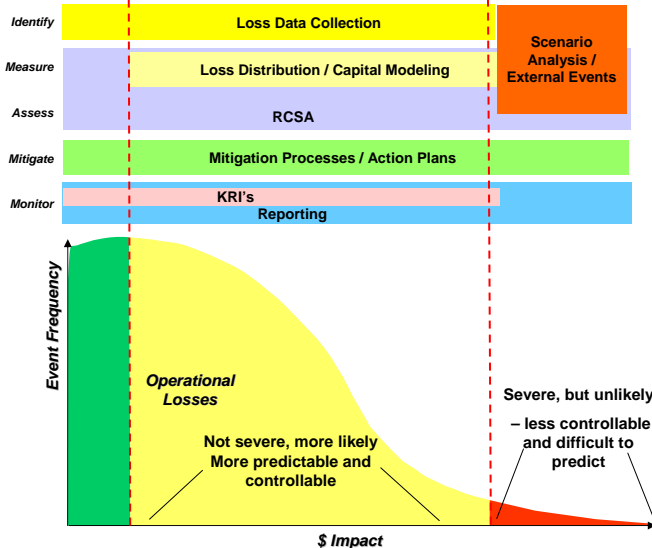 Identify
Loss Data Collection
Scenario
Analysis /
External Events
Measure
Loss Distribution / Capital Modeling
Assess
RCSA
Mitigate
Mitigation Processes / Action Plans
Monitor
KRI's
Reporting
Event Frequency
Operational
Losses
Not severe, more likely
More predictable and
controllable
Severe, but unlikely
– less controllable
and difficult to
predict
$ Impact